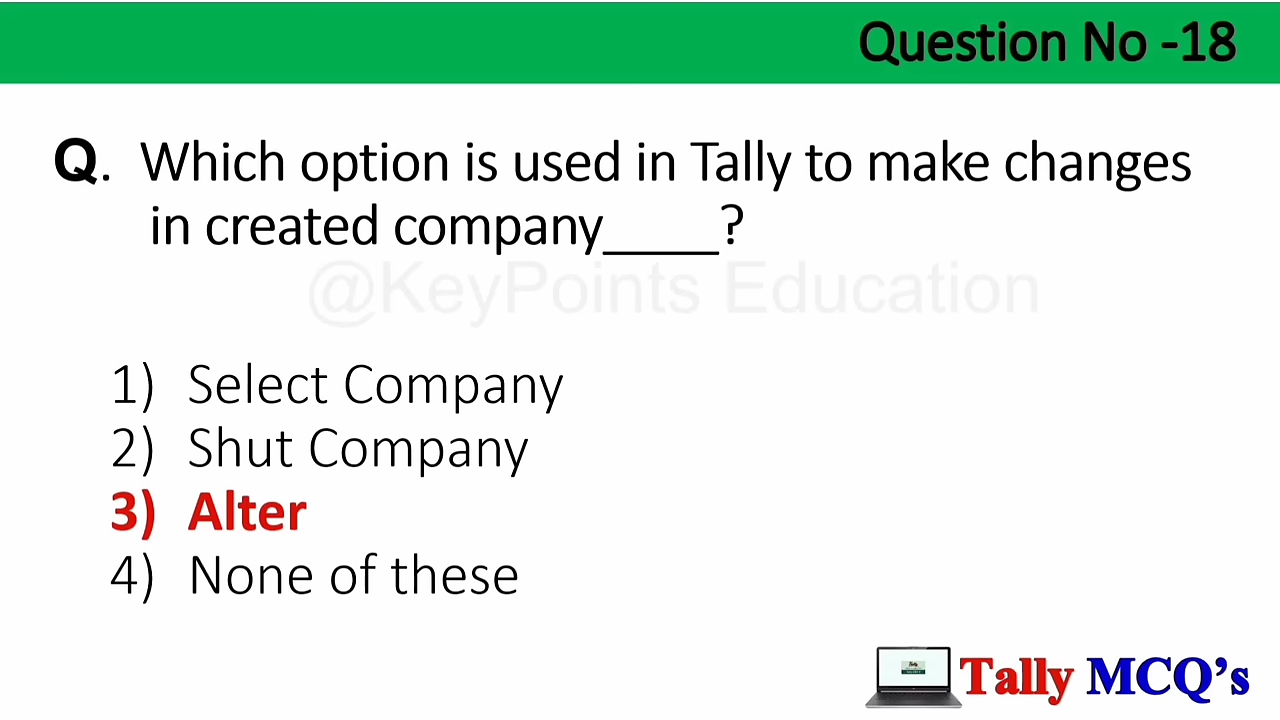 Question No -18
Q. Which option is used in Tally to make changes
in created company____?
@KeyPoints Education
1) Select Company
2) Shut Company
3) Alter
4) None of these
Tally MCQ's